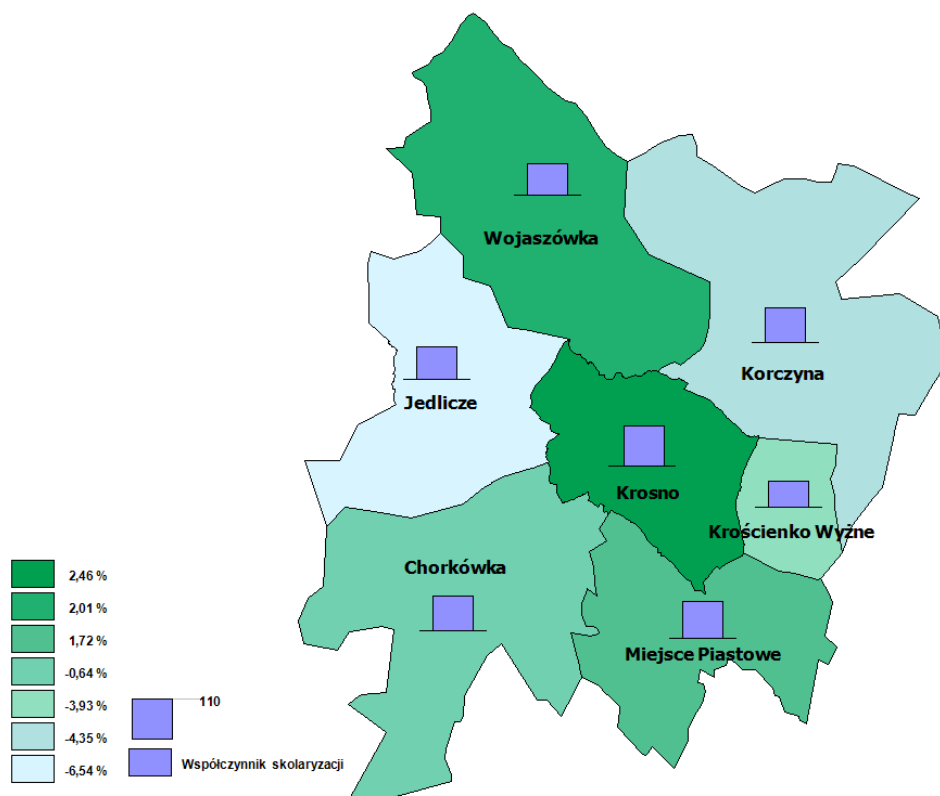 Wojaszówka
Korczyna
Jedlicze
Krosno
Krościenko Wyżne
Chorkówka
Miejsce Piastowe
2,46 %
2,01 %
1,72 %
-0,64 %
-3,93 %
-4,35 %
-6,54 %
110
Współczynnik skolaryzacji